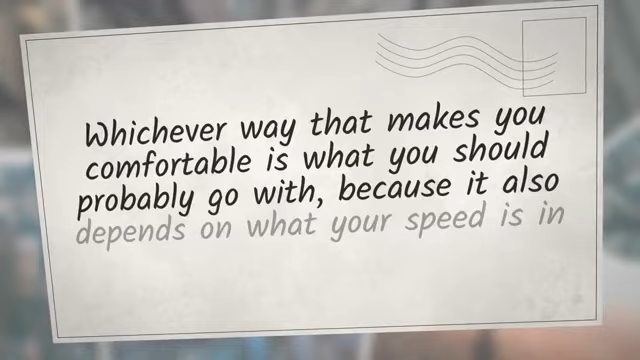 Whichever way that makes you
comfortable is what you should
probably go with, because it also
depends on what your speed is in